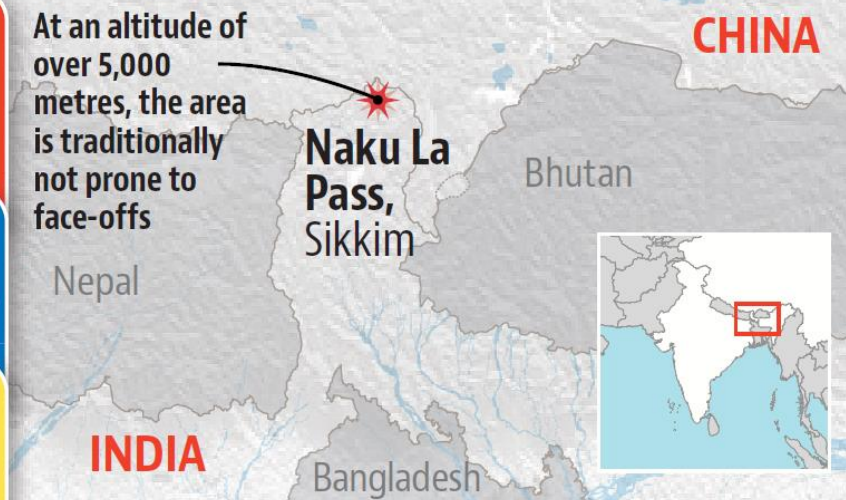 At an altitude of
over 5,000
metres, the area
is traditionally
not prone to
face-offs
CHINA
Naku La
Pass,
Sikkim
Bhutan
Nepal
INDIA
Bangladesh